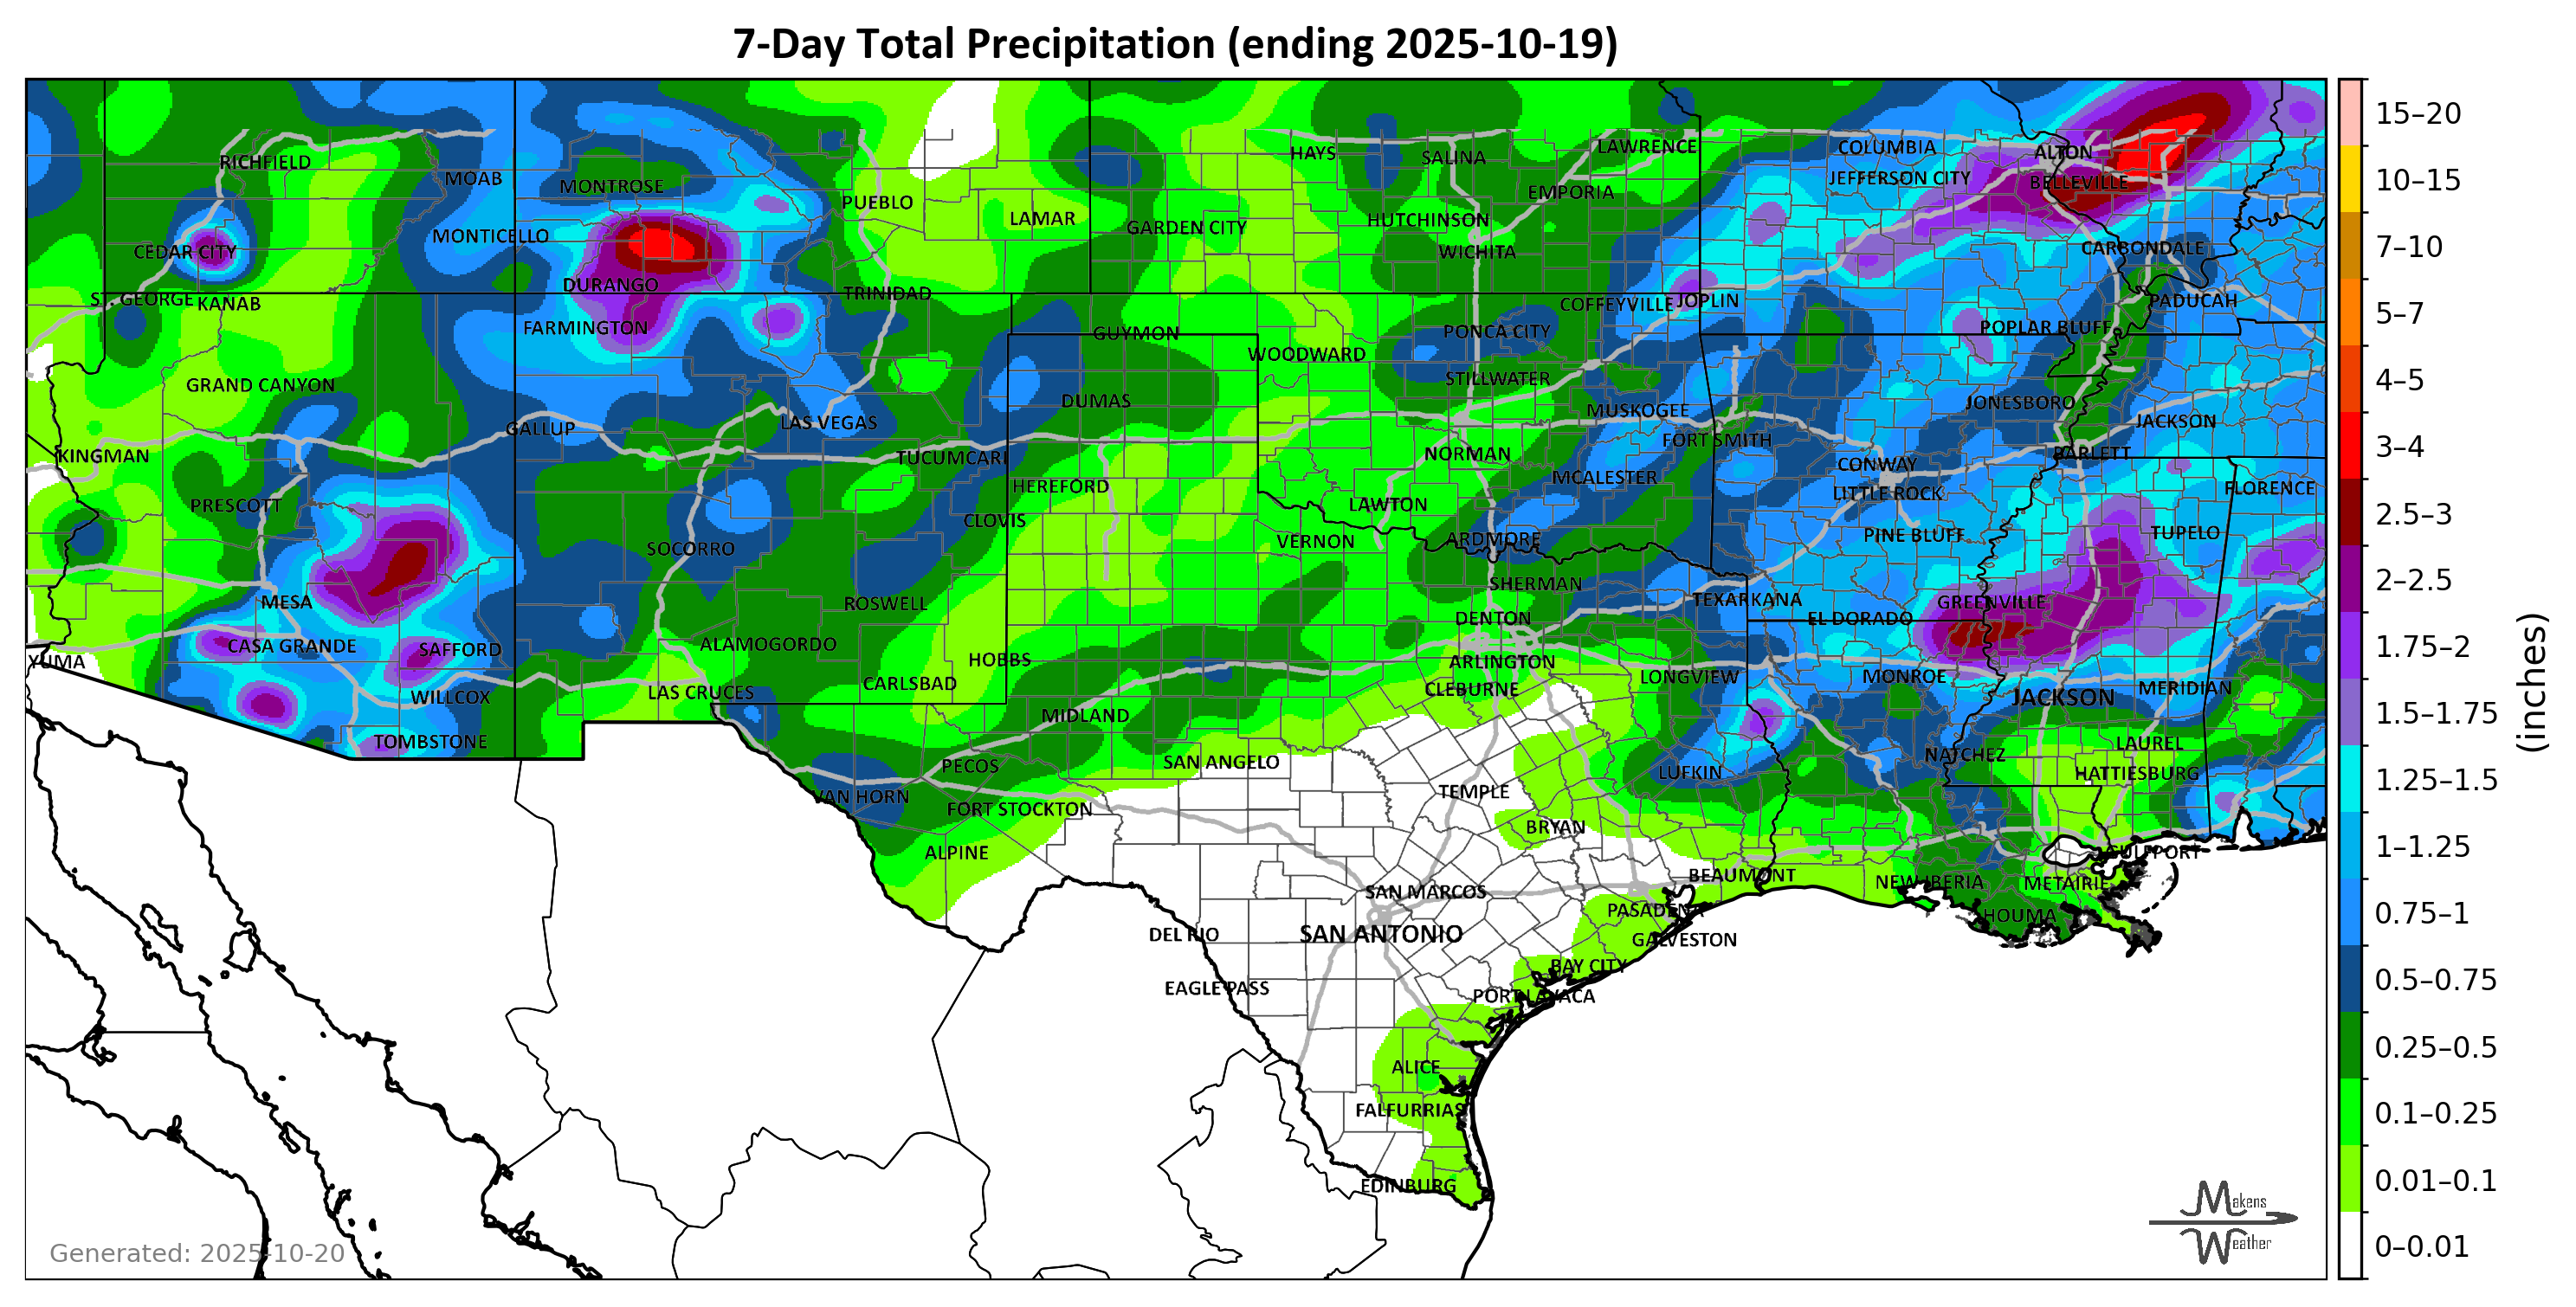 7-Day Total Precipitation (ending 2025-10-19)
HAYS
SALINA
LAWRENCE
COLUMBIA
ALTON
RICHFIELD
MOAB
MONTROSE
EMPORIA
JEFFERSON CITY
BELLEVILLE
PUEBLO
LAMAR
GARDEN CITY
HUTCHINSON
CEDAR CITY
MONTICELLO
WICHITA
CARBONDALE
DURANGO
TRINIDAD
ST. GEORGE
KANAB
COFFEYVILLE
JOPLIN
PADUCAH
FARMINGTON
GUYMON
PONCA CITY
POPLAR BLUFF
WOODWARD
GRAND CANYON
STILLWATER
DUMAS
MUSKOGEE
JONESBORO
GALLUP
LAS VEGAS
FORT SMITH
JACKSON
KINGMAN
TUCUMCARI
NORMAN
BARLETT
CONWAY
HEREFORD
MCALESTER
LITTLE ROCK
FLORENCE
PRESCOTT
LAWTON
CLOVIS
SOCORRO
VERNON
ARDMORE
PINE BLUFF
TUPELO
MESA
ROSWELL
SHERMAN
TEXARKANA
GREENVILLE
CASA GRANDE
SAFFORD
ALAMOGORDO
DENTON
EL DORADO
YUMA
HOBBS
ARLINGTON
WILLCOX
LAS CRUCES
CARLSBAD
CLEBURNE
LONGVIEW
MONROE
JACKSON
MERIDIAN
TOMBSTONE
MIDLAND
PECOS
SAN ANGELO
LUFKIN
NATCHEZ
LAUREL
HATTIESBURG
VAN HORN
FORT STOCKTON
TEMPLE
BRYAN
ALPINE
BEAUMONT
GULFPORT
SAN MARCOS
NEW IBERIA
METAIRIE
PASADENA
HOUMA
DEL RIO
SAN ANTONIO
GALVESTON
BAY CITY
EAGLE PASS
PORT LAVACA
ALICE
FALFURRIAS
EDINBURG
Generated: 2025-10-20
Makens
Weather
15–20
10–15
7–10
5–7
4–5
3–4
2.5–3
2–2.5
1.75–2
1.5–1.75
1.25–1.5
1–1.25
0.75–1
0.5–0.75
0.25–0.5
0.1–0.25
0.01–0.1
0–0.01
(inches)